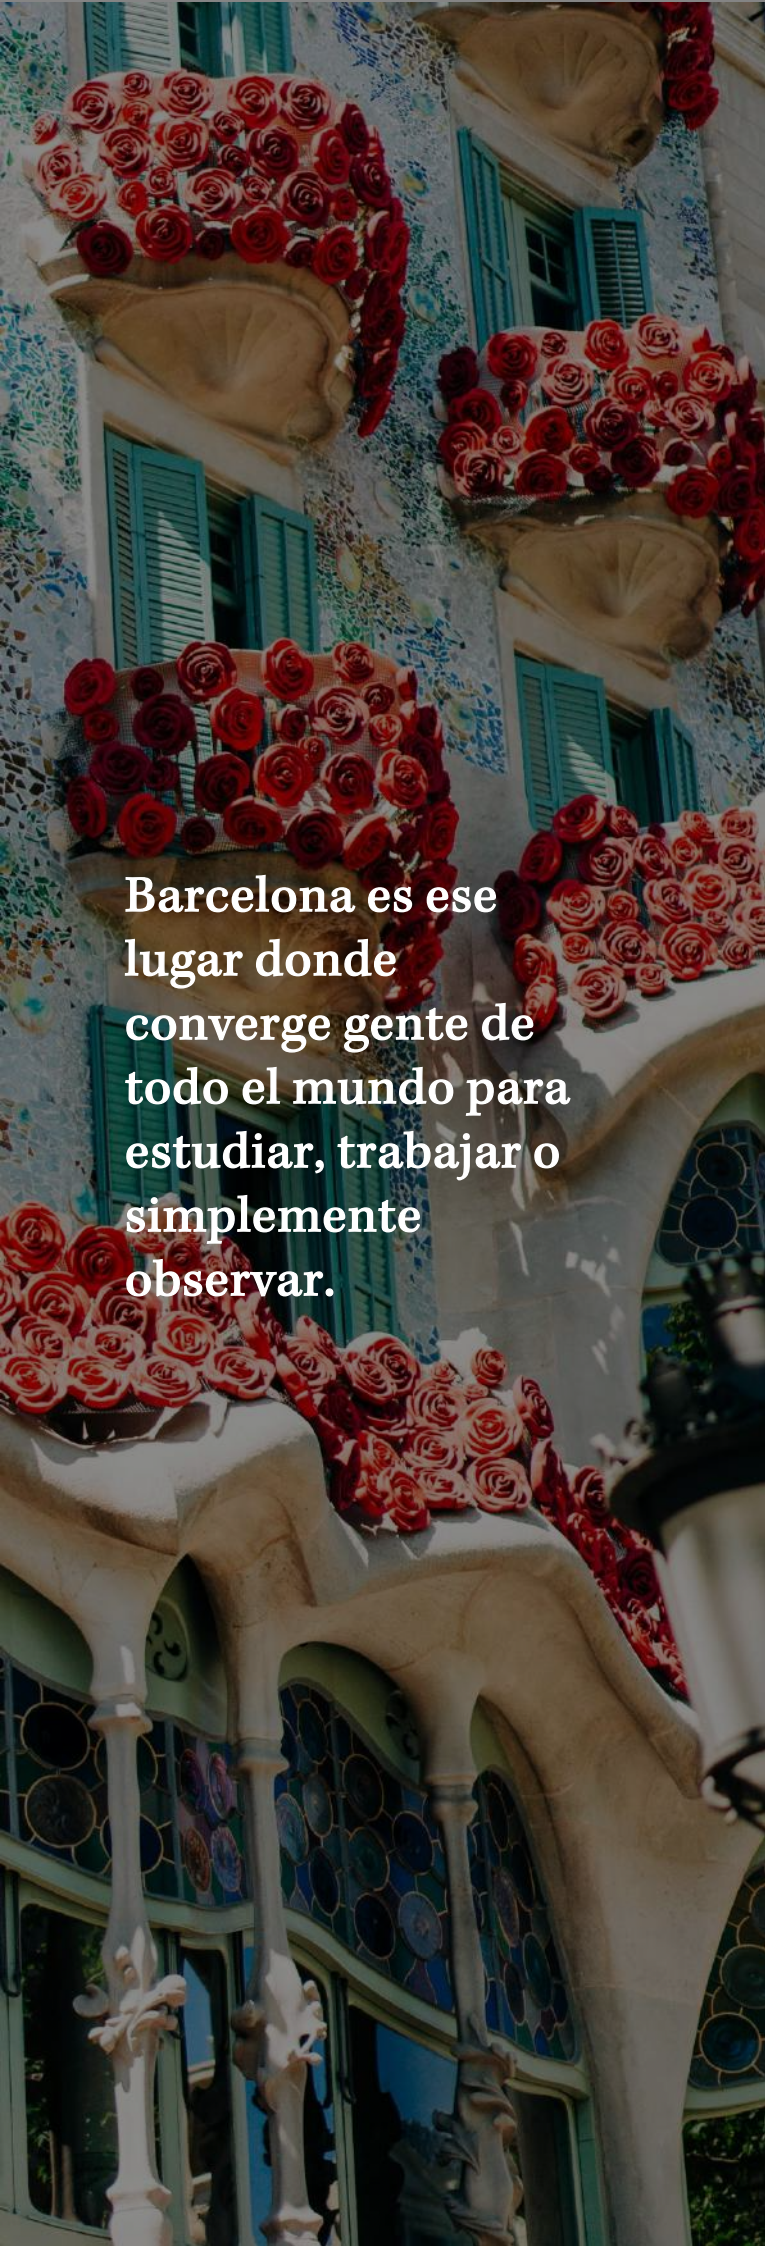 Barcelona es ese
lugar donde
converge gente de
todo el mundo para
estudiar, trabajar o
simplemente
observar.